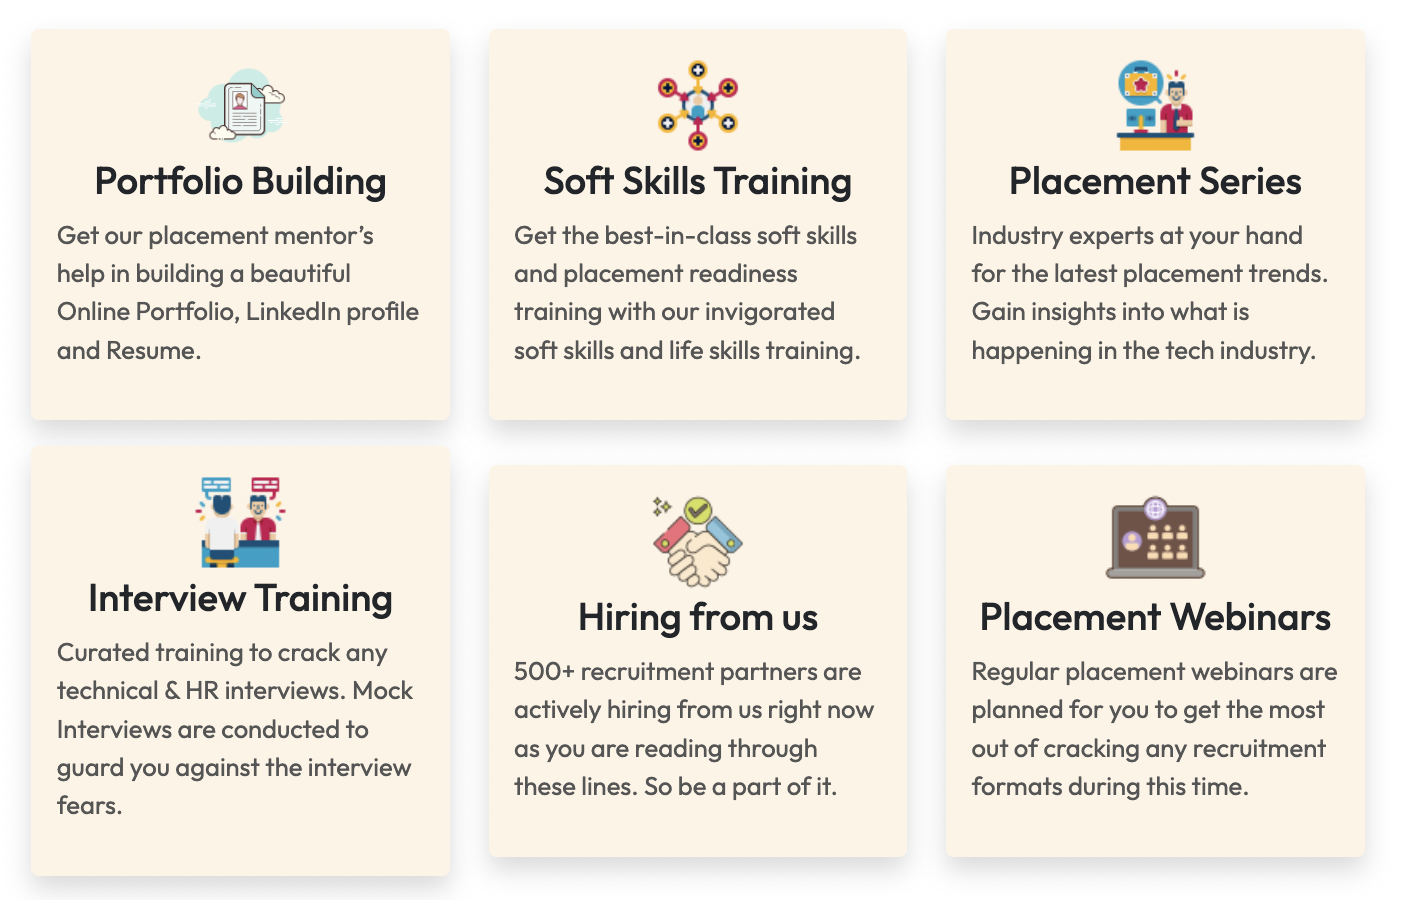 Portfolio Building
Get our placement mentor’s
help in building a beautiful
Online Portfolio, LinkedIn profile
and Resume.
Soft Skills Training
Get the best-in-class soft skills
and placement readiness
training with our invigorated
soft skills and life skills training.
Placement Series
Industry experts at your hand
for the latest placement trends.
Gain insights into what is
happening in the tech industry.
Interview Training
Curated training to crack any
technical & HR interviews. Mock
Interviews are conducted to
guard you against the interview
fears.
Hiring from us
500+ recruitment partners are
actively hiring from us right now
as you are reading through
these lines. So be a part of it.
Placement Webinars
Regular placement webinars are
planned for you to get the most
out of cracking any recruitment
formats during this time.